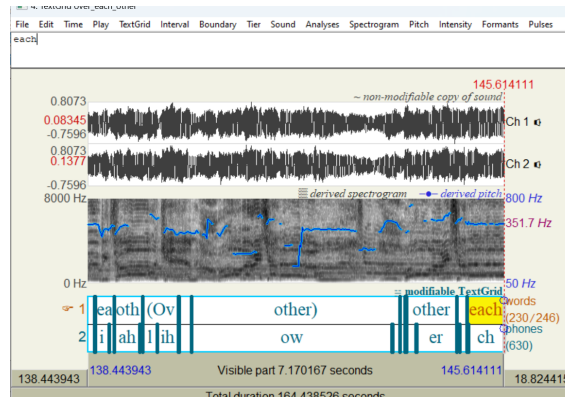 4. TextGrid over_each_other
File Edit Time Play TextGrid Interval Boundary Tier Sound Analyses Spectrogram Pitch Intensity Formants Pulses
each
145.614111
~ non-modifiable copy of sound
0.8073
0.08345
-0.7596
Ch 1
0.8073
0.1377
-0.7596
Ch 2
derived spectrogram derived pitch
8000 Hz
800 Hz
351.7 Hz
0 Hz
50 Hz
modifiable TextGrid
1 ea oth (Ov other) other each
words
(230/246)
2 i ah l ih ow er ch
phones
(630)
138.443943 138.443943 Visible part 7.170167 seconds 145.614111 18.824415
Total duration 164.438526 seconds